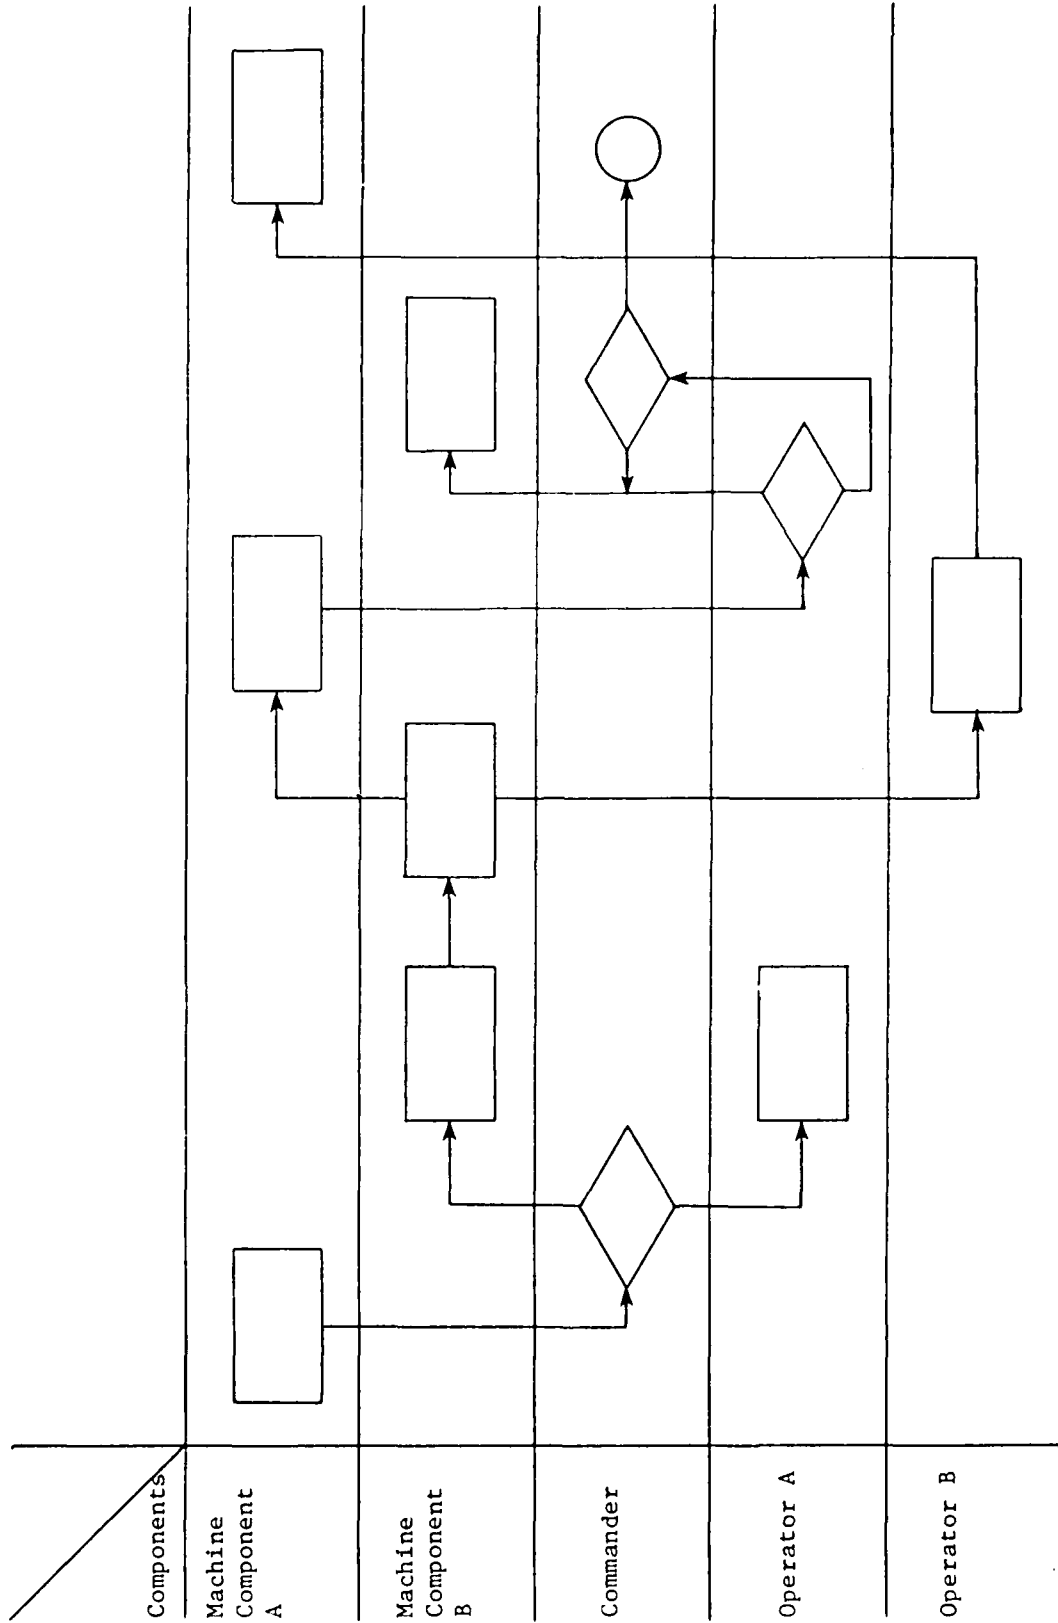 Components
Machine
Component
A
Machine
Component
B
Commander
Operator A
Operator B